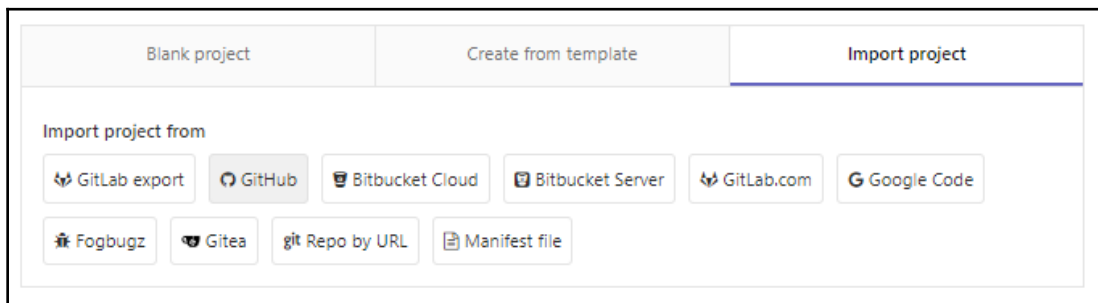 Blank project Create from template Import project
Import project from
GitLab export GitHub Bitbucket Cloud Bitbucket Server GitLab.com G Google Code
Fogbugz Gitea git Repo by URL Manifest file